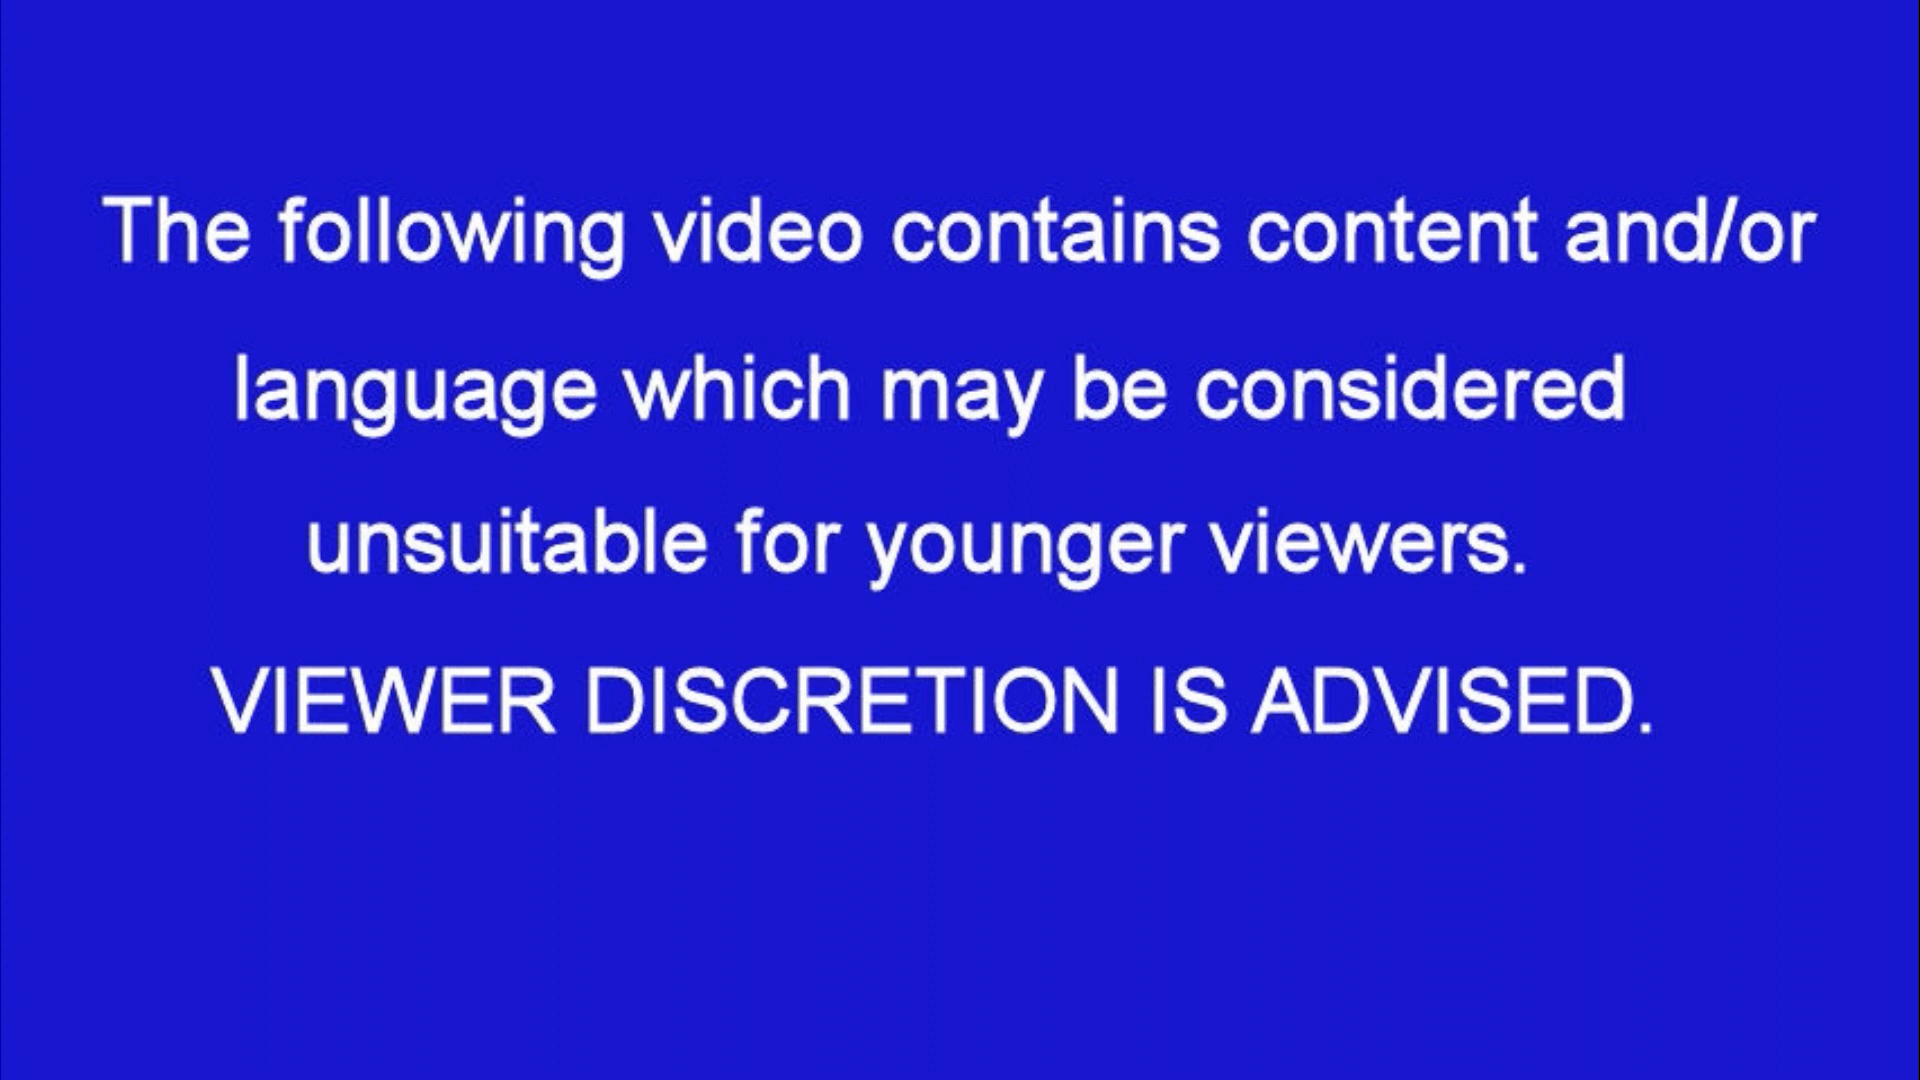 The following video contains content and/or
language which may be considered
unsuitable for younger viewers.
VIEWER DISCRETION IS ADVISED.